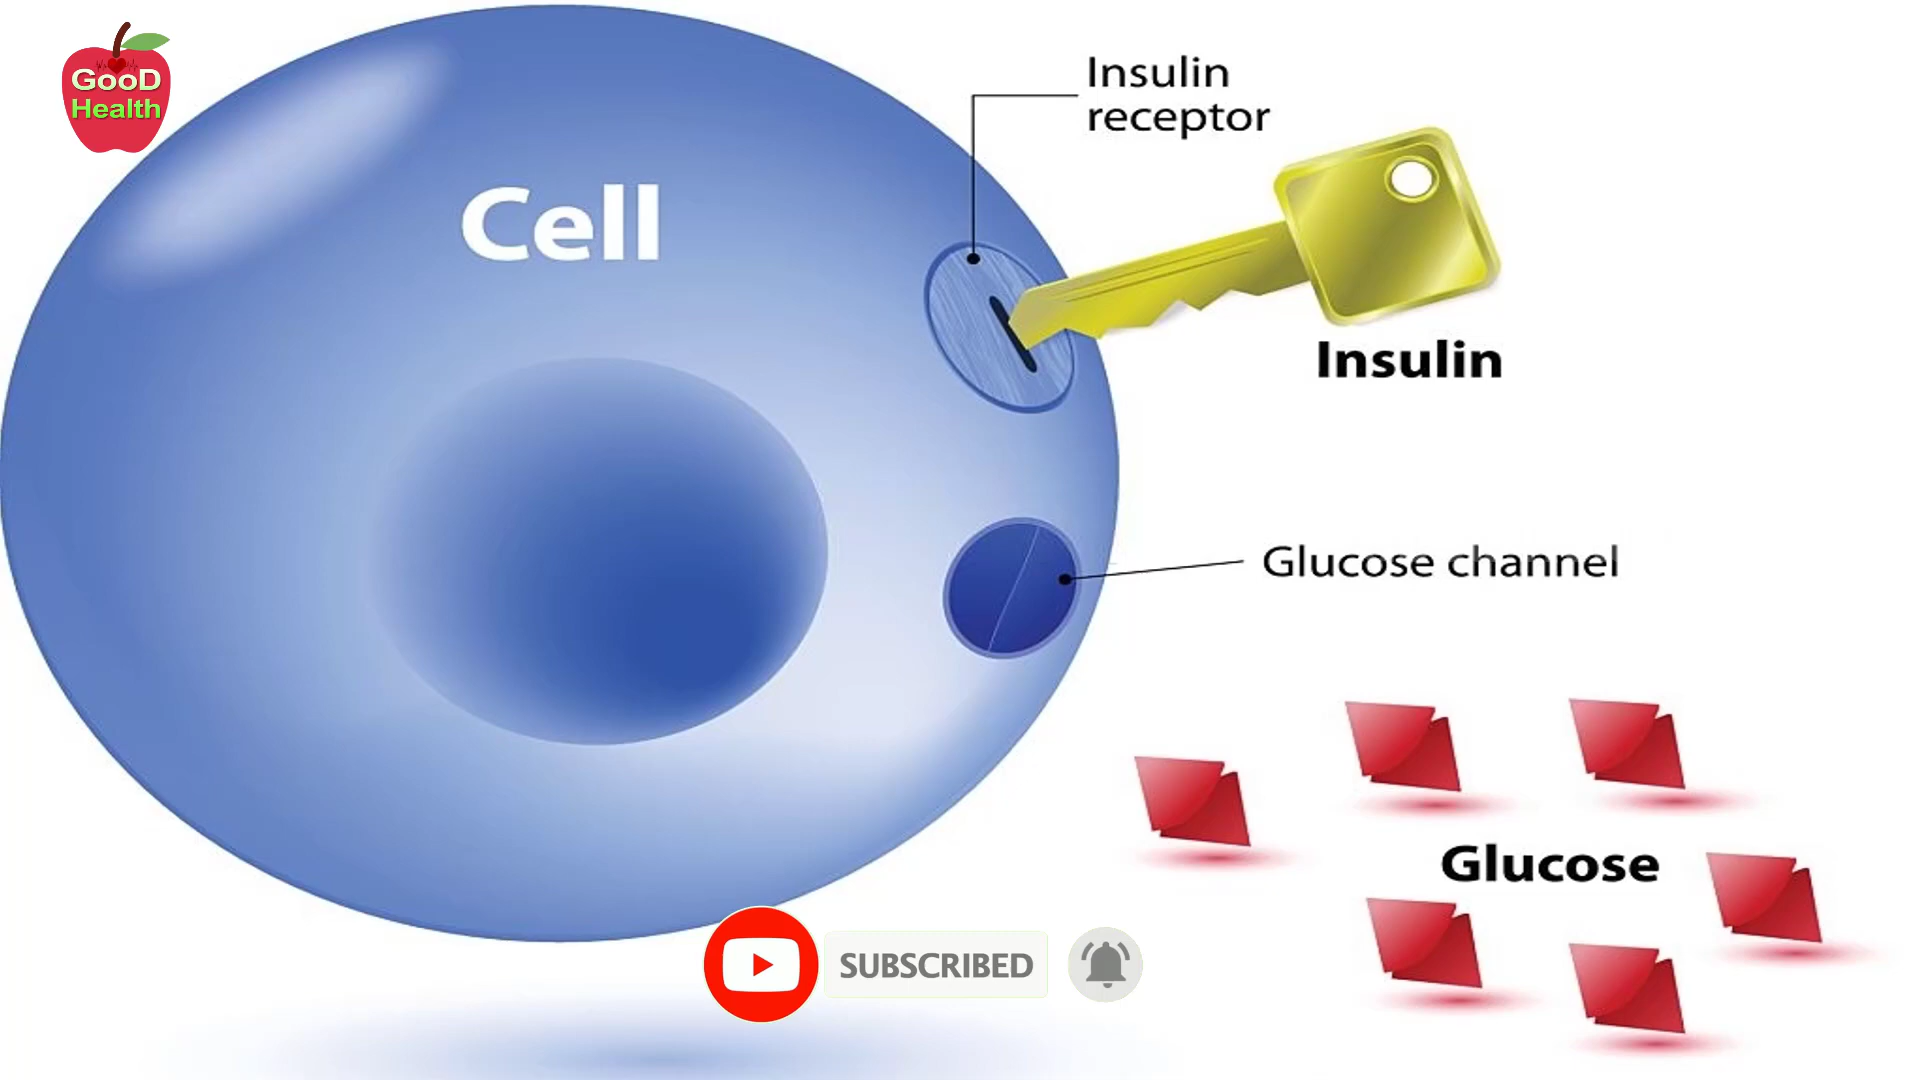 GooD
Health
Insulin
receptor
Cell
Insulin
Glucose channel
Glucose
SUBSCRIBED